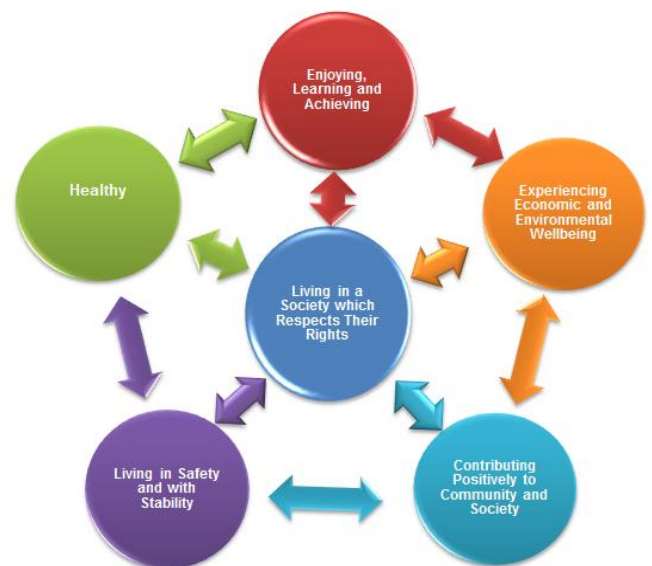 Enjoying,
Learning and
Achieving
Healthy
Experiencing
Economic and
Environmental
Wellbeing
Living in a
Society which
Respects Their
Rights
Living in Safety
and with
Stability
Contributing
Positively to
Community and
Society